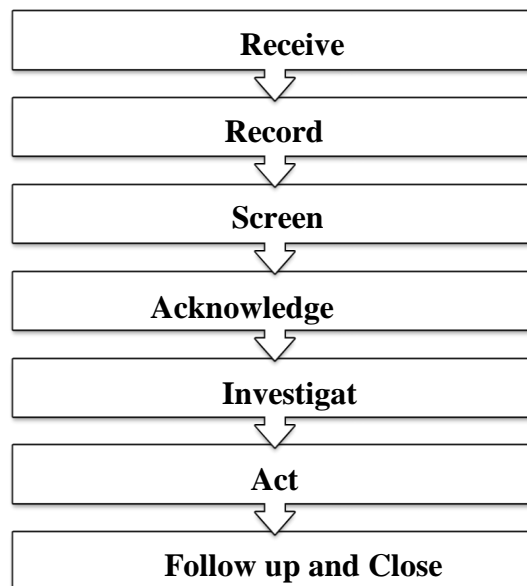 Receive
Record
Screen
Acknowledge
Investigat
Act
Follow up and Close